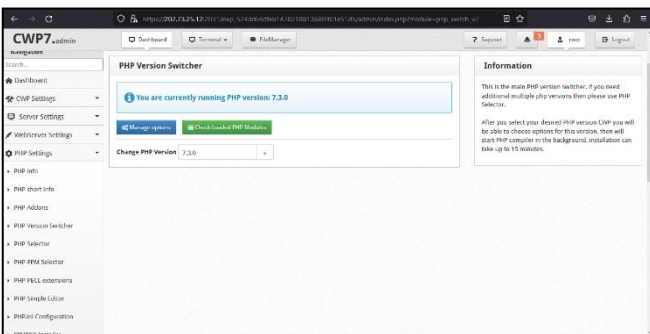 CWP7.admin
Dashboard
Terminal
FileManager
Support
root
Logout
Navigation
Search..
Dashboard
CWP Settings
Server Settings
WebServer Settings
PHP Settings
PHP info
PHP short info
PHP Addons
PHP Version Switcher
PHP Selector
PHP-FPM Selector
PHP PECL extensions
PHP Simple Editor
PHP.ini Configuration
PHP Version Switcher
You are currently running PHP version: 7.3.0
Manage options
Check Loaded PHP Modules
Change PHP Version 7.3.0
Information
This is the main PHP version switcher, if you need
additional multiple php versions then please use PHP
Selector.
After you select your desired PHP version CWP you will
be able to choose options for this version, then will
start PHP compiler in the background, installation can
take up to 15 minutes.